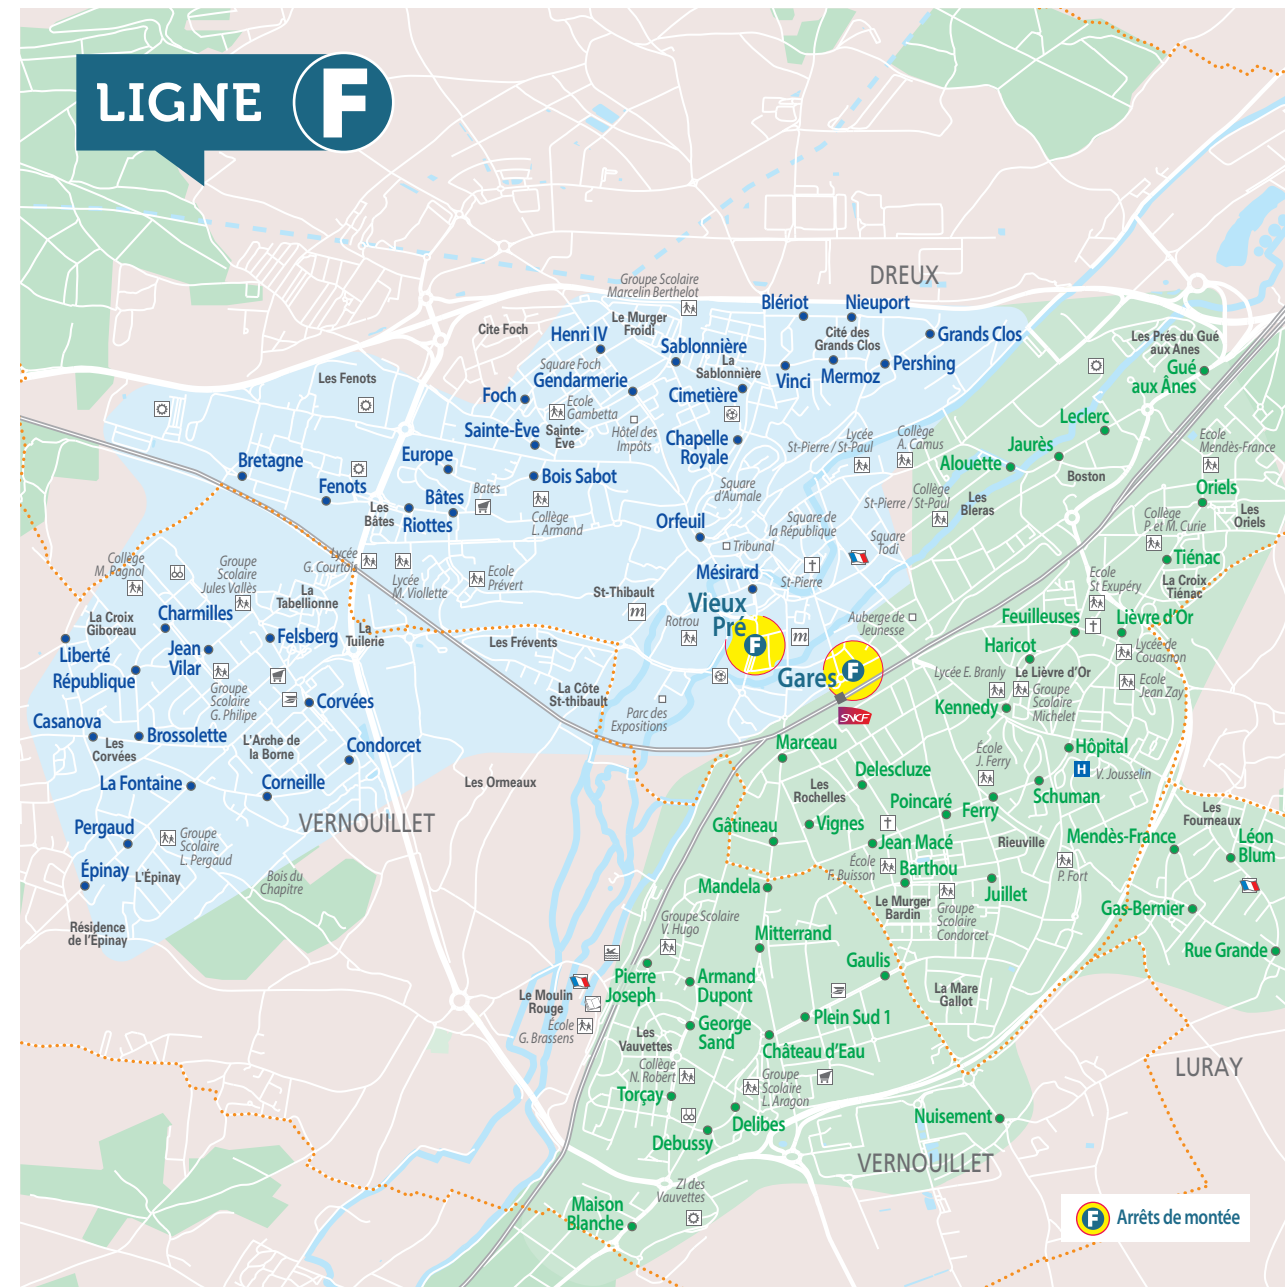 LIGNE F
DREUX
Groupe Scolaire
Marcelin Berthelot
Blériot
Nieuport
Le Murger
Froidi
Cité Foch
Henri IV
Cité des
Grands Clos
Grands Clos
Les Prés du Gué
aux Anes
Sablonnière
La
Sablonnière
Square Foch
Gendarmerie
Vinci
Mermoz
Pershing
Gué
aux Ânes
Les Fenots
Foch
Ecole
Gambetta
Cimetière
Leclerc
Sainte-Ève
Sainte-
Ève
Hôtel des
Impôts
Chapelle
Royale
Lycée
St-Pierre / St-Paul
Collège
A. Camus
Jaurès
Ecole
Mendès-France
Bretagne
Europe
Alouette
Boston
Fenots
Bâtes
Bates
Bois Sabot
Square
d'Aumale
Collège
St-Pierre / St-Paul
Les
Bleras
Oriels
Les
Bâtes
Riottes
Collège
L. Armand
Orfeuil
Square de
la République
Collège
P. et M. Curie
Les
Oriels
Tribunal
Square
Todi
Collège
M. Pagnol
Groupe
Scolaire
Jules Vallès
Lycée
G. Courtois
Lycée
M. Viollette
Ecole
Prévert
Mésirard
St-Pierre
Tiénac
Ecole
St Exupéry
La Croix
Tiénac
La
Tabellionne
St-Thibault
m
Vieux
Pré
F
m
Rotrou
Auberge de
Jeunesse
Feuilleuses
Lièvre d'Or
La Croix
Giboreau
Charmilles
Felsberg
La
Tuilerie
Les Frévents
Haricot
Lycée de
Couasnon
Liberté
Jean
Vilar
République
Gares
F
SNCF
Lycée E. Branly
Le Lièvre d'Or
Groupe
Scolaire
Michelet
Ecole
Jean Zay
Groupe
Scolaire
G. Philipe
Corvées
La Côte
St-thibault
Parc des
Expositions
Kennedy
Casanova
Les
Corvées
Brossolette
L'Arche de
la Borne
Condorcet
Marceau
École
J. Ferry
Hôpital
H
V. Jousselin
La Fontaine
Corneille
Les Ormeaux
Les
Rochelles
Delescluze
Poincaré
Ferry
Schuman
Les
Fourneaux
VERNOUILLET
Pergaud
Groupe
Scolaire
L. Pergaud
Gâtineau
Vignes
Jean Macé
Rieuville
Mendès-France
Léon
Blum
Épinay
L'Épinay
Bois du
Chapitre
École
F. Buisson
Barthou
P. Fort
Mandela
Juillet
Le Murger
Bardin
Groupe
Scolaire
Condorcet
Gas-Bernier
Résidence
de l'Épinay
Groupe Scolaire
V. Hugo
Mitterrand
Rue Grande
Gaulis
Pierre
Joseph
Armand
Dupont
La Mare
Gallot
Le Moulin
Rouge
École
G. Brassens
Les
Vauvettes
George
Sand
Plein Sud 1
Château d'Eau
Collège
N. Robert
Groupe
Scolaire
L. Aragon
LURAY
Torçay
Delibes
Nuisement
Debussy
VERNOUILLET
ZI des
Vauvettes
Maison
Blanche
F Arrêts de montée